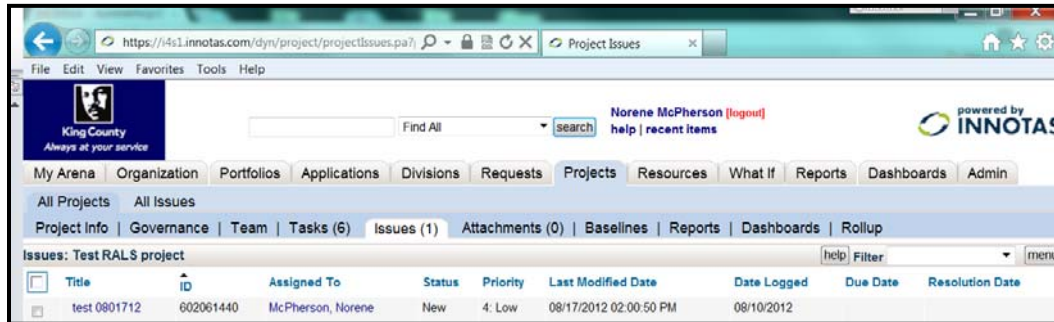 https://i4s1.innotas.com/dyn/project/projectIssues.pa?
Project Issues
File Edit View Favorites Tools Help
King County
Always at your service
Find All search
Norene McPherson [logout]
help | recent items
powered by
INNOTAS
My Arena Organization Portfolios Applications Divisions Requests Projects Resources What If Reports Dashboards Admin
All Projects All Issues
Project Info | Governance | Team | Tasks (6) Issues (1) Attachments (0) | Baselines | Reports | Dashboards | Rollup
Issues: Test RALS project help Filter menu
Title ID Assigned To Status Priority Last Modified Date Date Logged Due Date Resolution Date
test 0801712 602061440 McPherson, Norene New 4: Low 08/17/2012 02:00:50 PM 08/10/2012